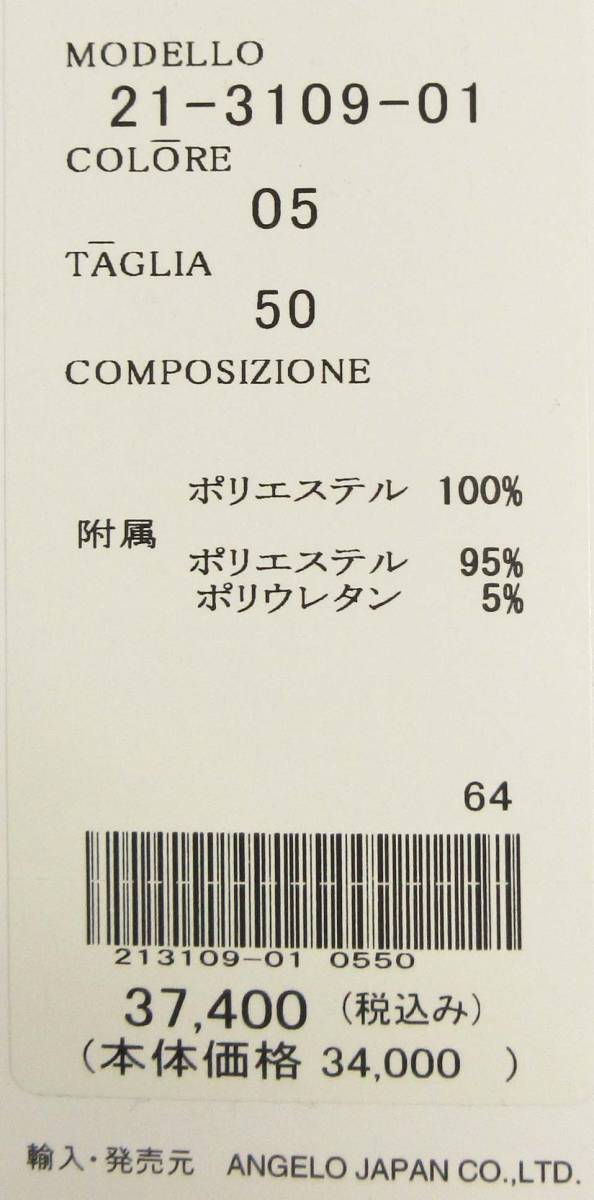 MODELLO
21-3109-01
COLORE
05
TAGLIA
50
COMPOSIZIONE
ポリエステル 100%
附属
ポリエステル 95%
ポリウレタン 5%
64
213109-01 0550
37,400 (税込み)
(本体価格 34,000 )
輸入・発売元 ANGELO JAPAN CO.,LTD.